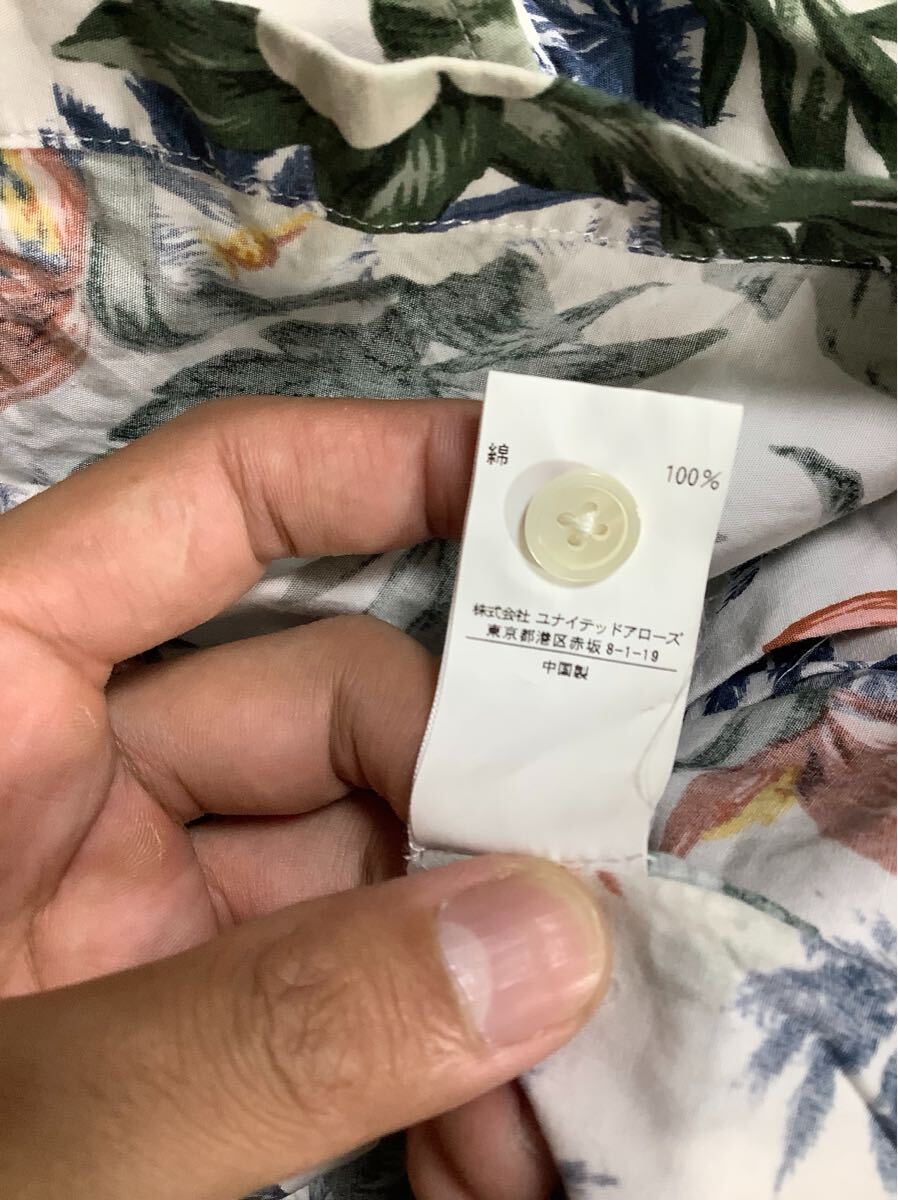 綿 100%
株式会社 ユナイテッドアローズ
東京都港区赤坂 8-1-19
中国製